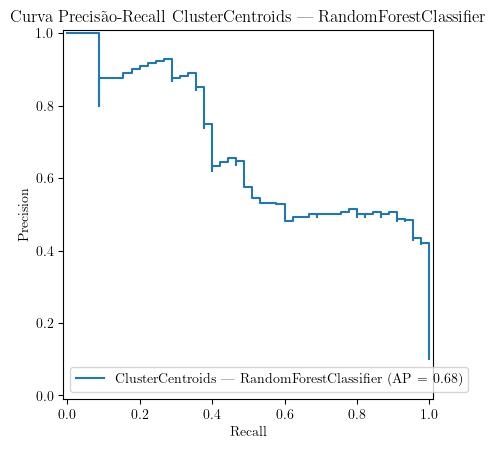 Curva Precisão-Recall ClusterCentroids — RandomForestClassifier
1.0
0.8
0.6
0.4
0.2
0.0
Precision
ClusterCentroids — RandomForestClassifier (AP = 0.68)
0.0 0.2 0.4 0.6 0.8 1.0
Recall